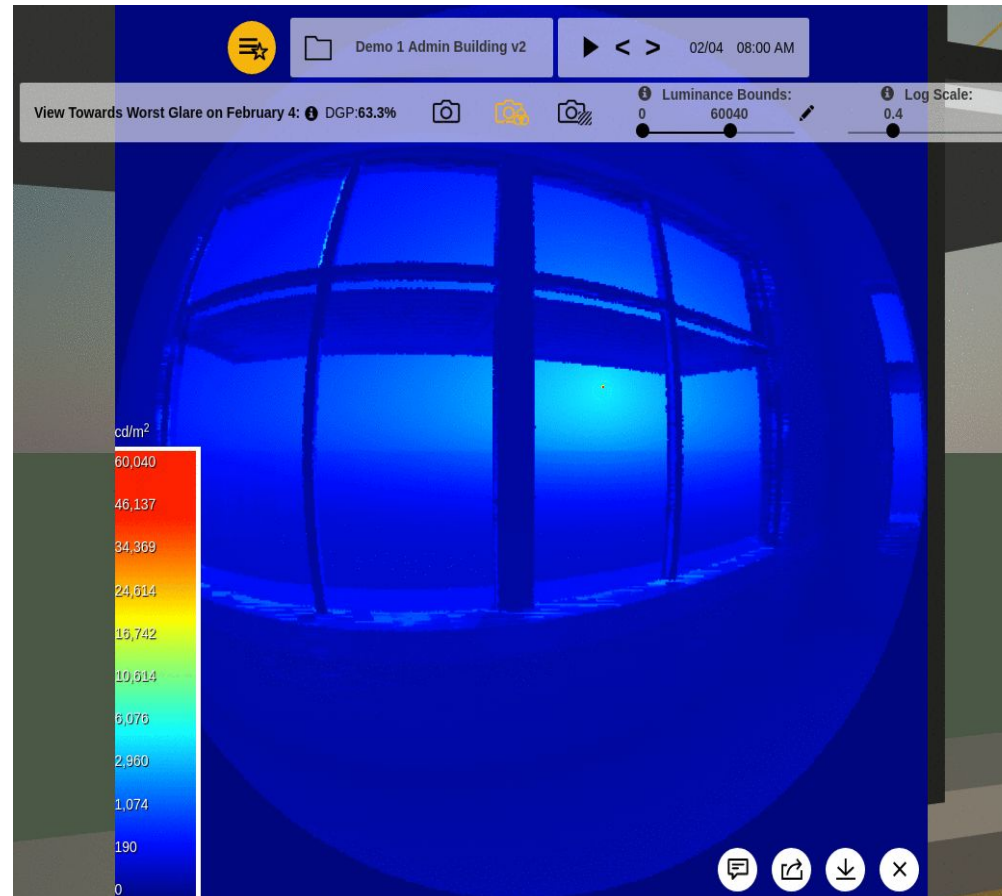 Demo 1 Admin Building v2
02/04 08:00 AM
View Towards Worst Glare on February 4: DGP:63.3%
Luminance Bounds:
0 60040
Log Scale:
0.4
cd/m²
60,040
46,137
34,369
24,614
16,742
10,614
6,076
2,960
1,074
190
0